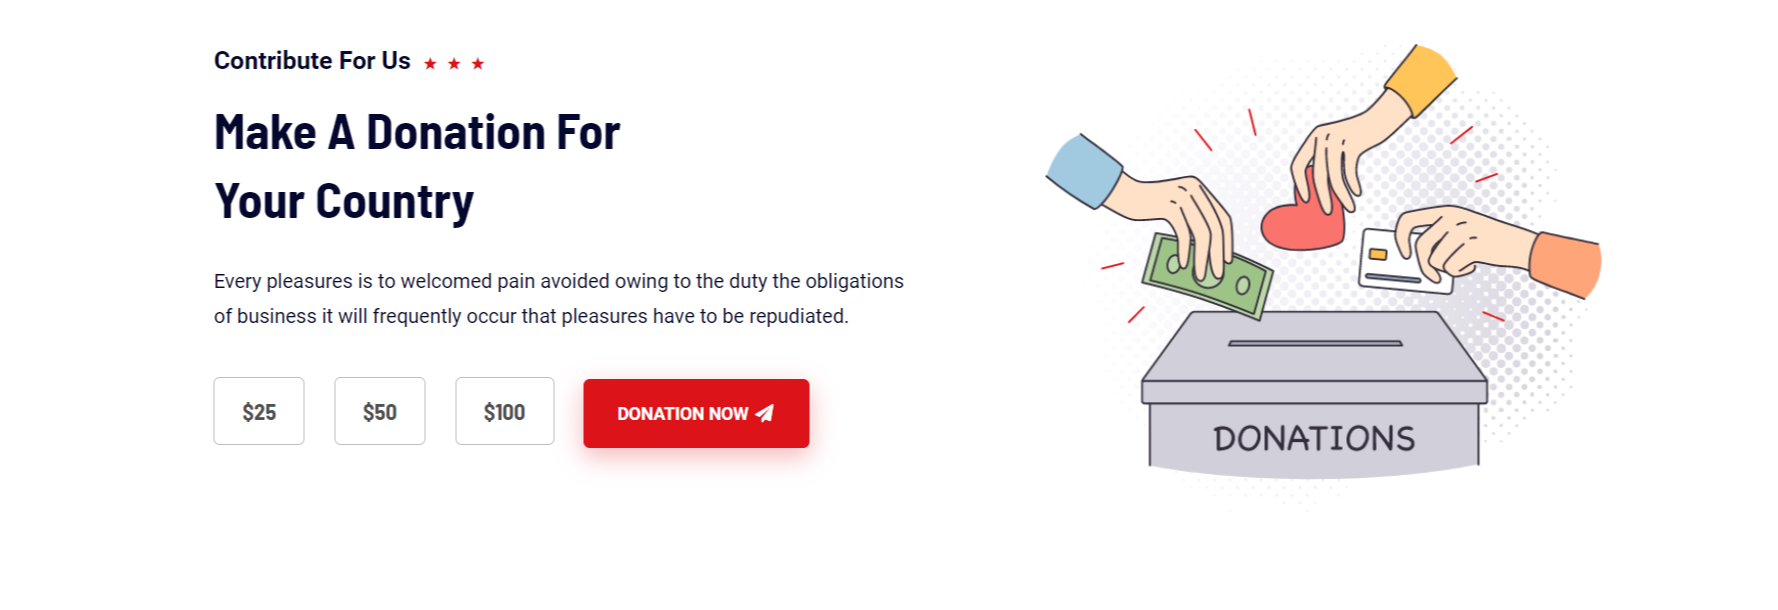 Contribute For Us ★ ★ ★
Make A Donation For
Your Country
Every pleasures is to welcomed pain avoided owing to the duty the obligations
of business it will frequently occur that pleasures have to be repudiated.
$25
$50
$100
DONATION NOW
DONATIONS